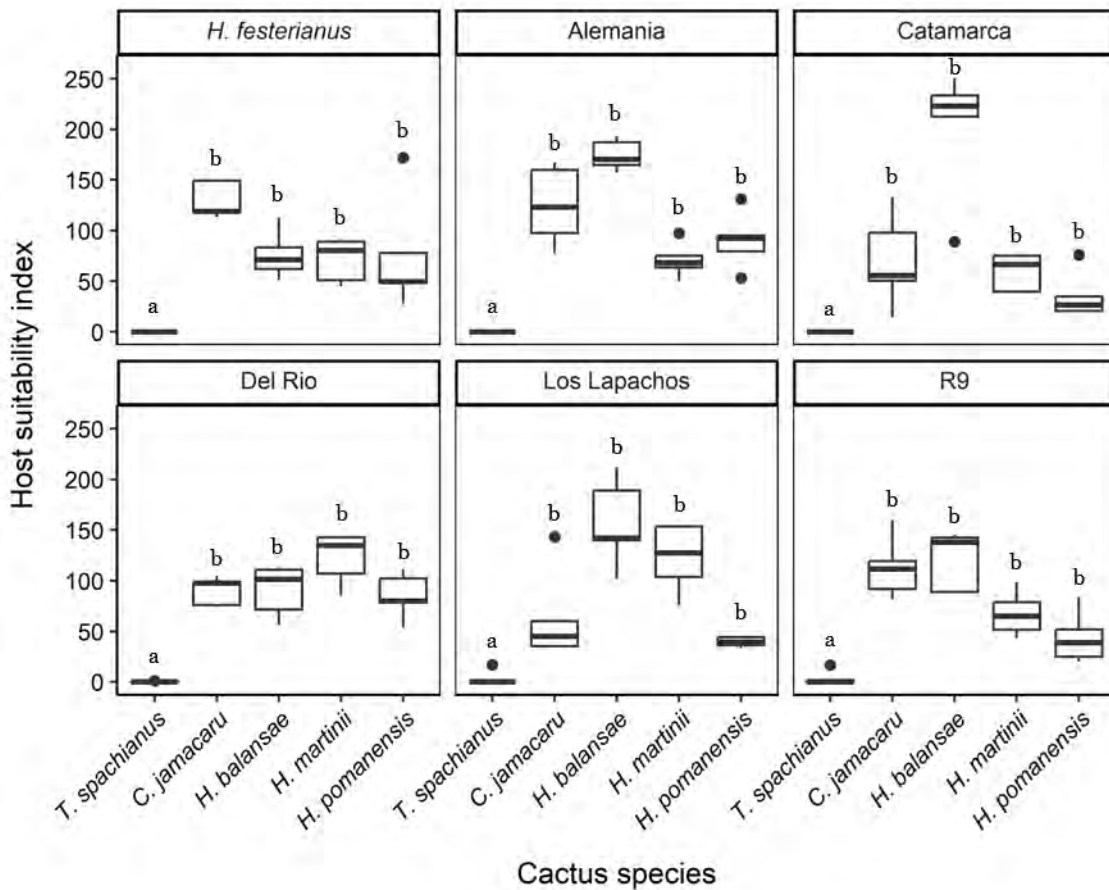 H. festerianus
Alemania
Catamarca
250
200
150
100
50
0
a
b
b
b
b
a
b
b
b
b
a
b
b
b
b
Del Rio
Los Lapachos
R9
250
200
150
100
50
0
a
b
b
b
b
a
b
b
b
b
a
b
b
b
b
Host suitability index
T. spachianus
C. jamacaru
H. balansae
H. martinii
H. pomanensis
T. spachianus
C. jamacaru
H. balansae
H. martinii
H. pomanensis
T. spachianus
C. jamacaru
H. balansae
H. martinii
H. pomanensis
Cactus species